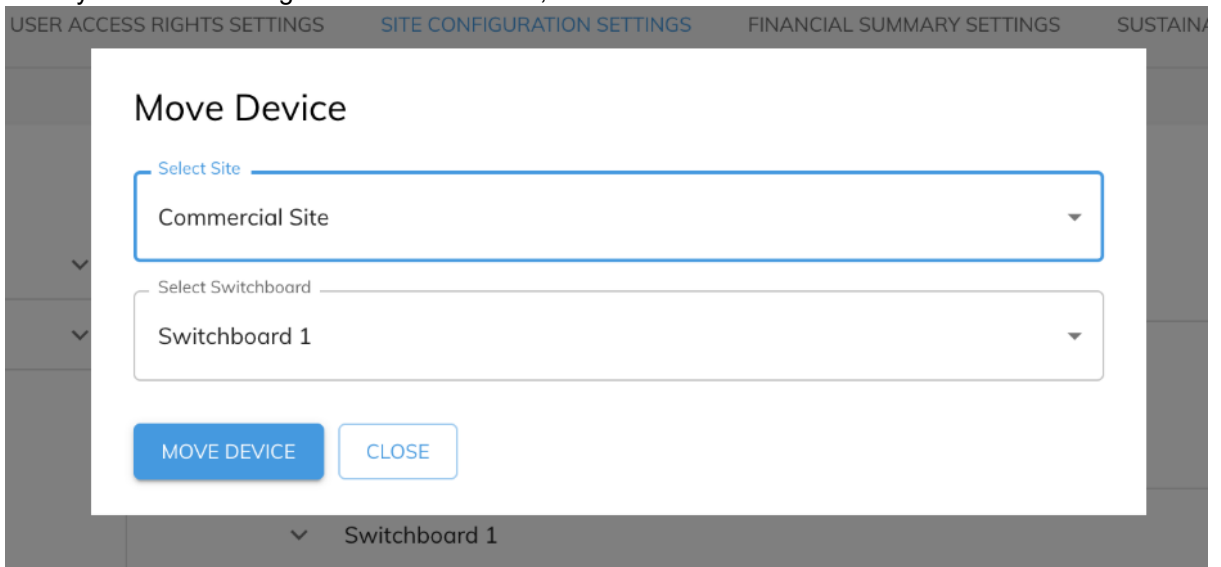 USER ACCESS RIGHTS SETTINGS SITE CONFIGURATION SETTINGS FINANCIAL SUMMARY SETTINGS
Move Device
Select Site
Commercial Site
Select Switchboard
Switchboard 1
MOVE DEVICE CLOSE
Switchboard 1